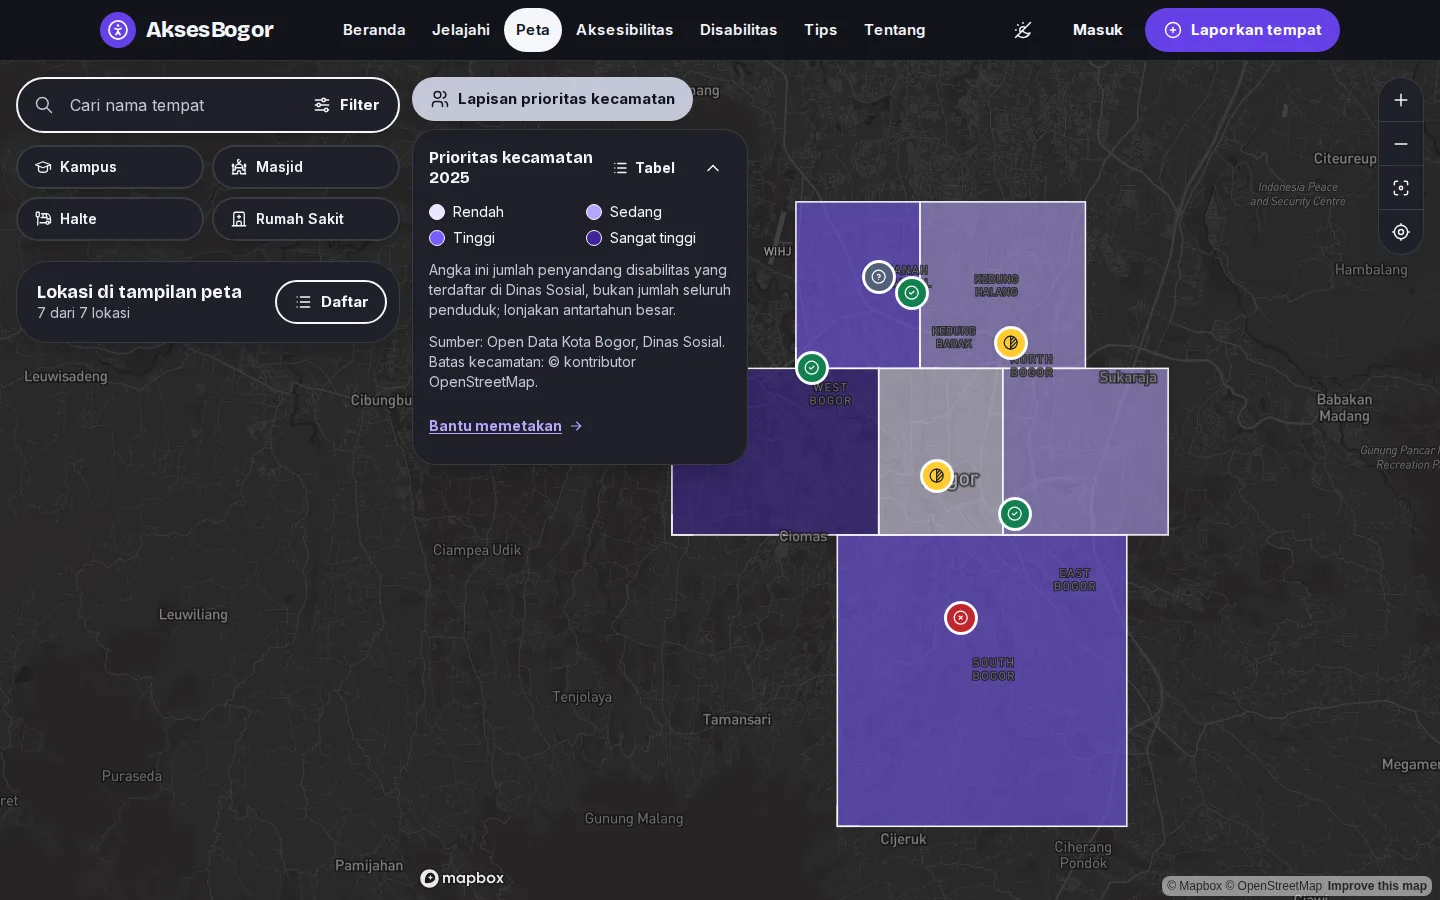 AksesBogor
Beranda
Jelajahi
Peta
Aksesibilitas
Disabilitas
Tips
Tentang
Masuk
Laporkan tempat
Cari nama tempat
Filter
Kampus
Masjid
Halte
Rumah Sakit
Lokasi di tampilan peta
7 dari 7 lokasi
Daftar
Lapisan prioritas kecamatan
Prioritas kecamatan
2025
Tabel
Rendah
Sedang
Tinggi
Sangat tinggi
Angka ini jumlah penyandang disabilitas yang
terdaftar di Dinas Sosial, bukan jumlah seluruh
penduduk; lonjakan antartahun besar.
Sumber: Open Data Kota Bogor, Dinas Sosial.
Batas kecamatan: © kontributor
OpenStreetMap.
Bantu memetakan
Citeureup
Indonesia Peace
and Security Centre
WIHJ
Hambalang
KEDUNG
HALANG
KEDUNG
BADAK
NORTH
BOGOR
Sukaraja
Leuwisadeng
WEST
BOGOR
Babakan
Madang
Ciomas
Ciampea Udik
EAST
BOGOR
Leuwiliang
SOUTH
BOGOR
Tenjolaya
Tamansari
Puraseda
Gunung Malang
Cijeruk
Ciherang
Pondok
Pamijahan
mapbox
© Mapbox © OpenStreetMap Improve this map